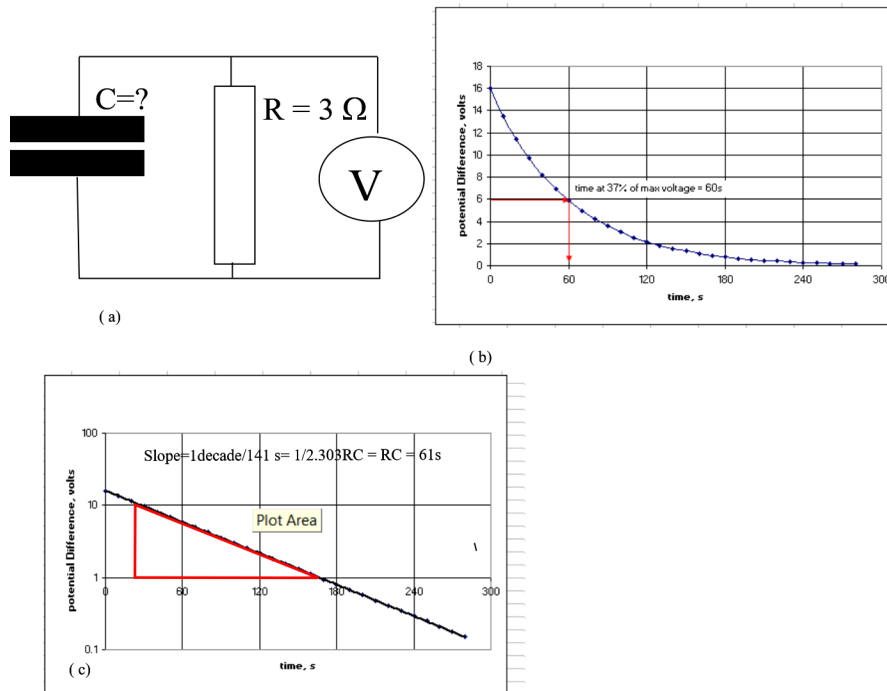 C=?
R = 3 Ω
V
( a)
18
16
14
12
10
8
6
4
2
0
potential Difference, volts
time at 37% of max voltage = 60s
0
60
120
180
240
300
time, s
( b)
100
10
1
0.1
potential Difference, volts
Slope=1decade/141 s= 1/2.303RC = RC = 61s
Plot Area
\
0
60
120
180
240
300
time, s
( c)